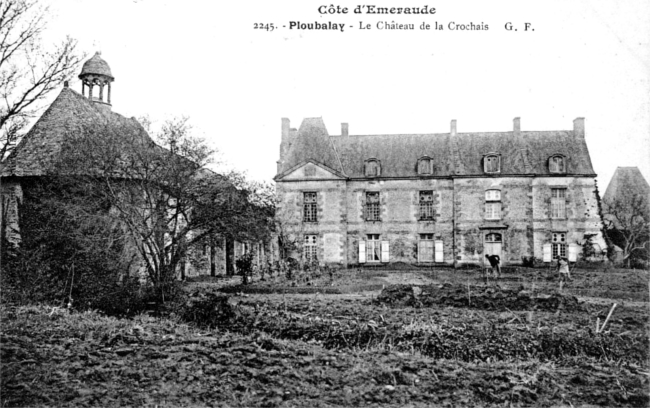 Côte d'Emeraude
2245. - Ploubalay - Le Château de la Crochais G. F.